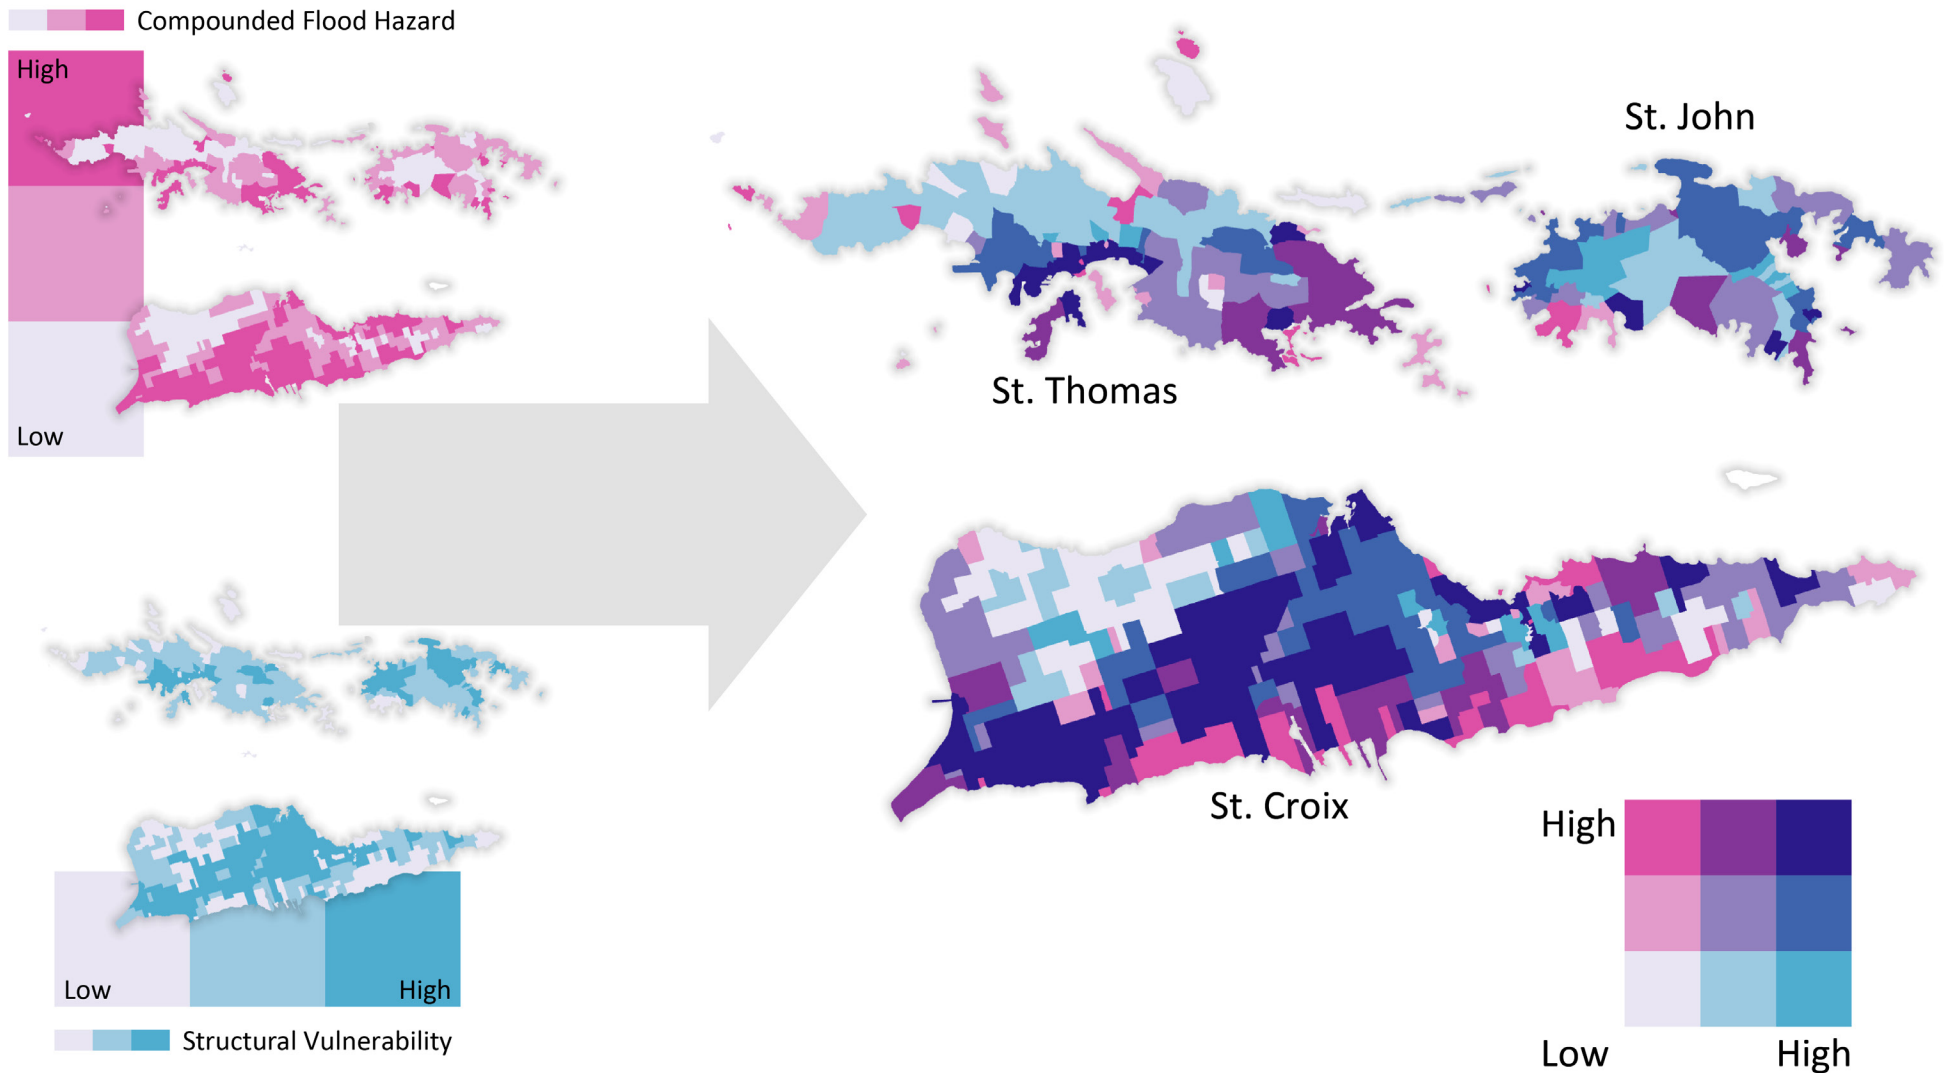 Compounded Flood Hazard
High
Low
Low
High
Structural Vulnerability
St. John
St. Thomas
St. Croix
High
Low
High